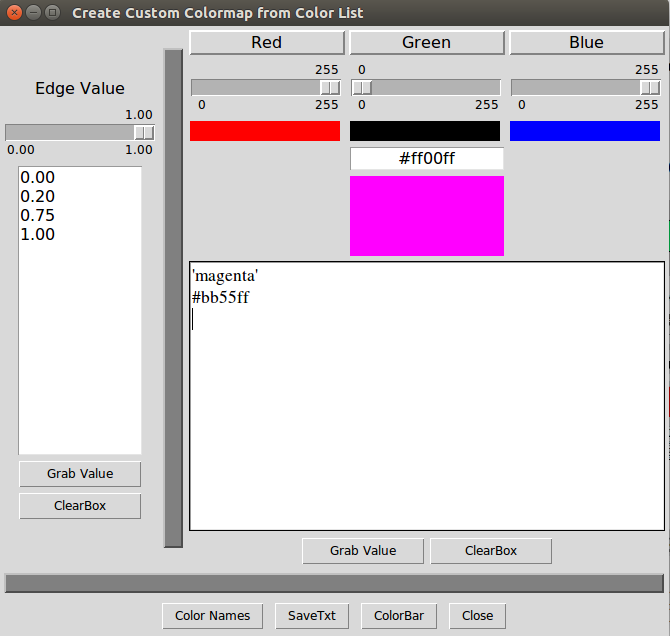 Create Custom Colormap from Color List
Red Green Blue
255 0 255
0 255 0 255 0 255
#ff00ff
Edge Value
1.00
0.00 1.00
0.00
0.20
0.75
1.00
Grab Value
ClearBox
'magenta'
#bb55ff
Grab Value ClearBox
Color Names SaveTxt ColorBar Close